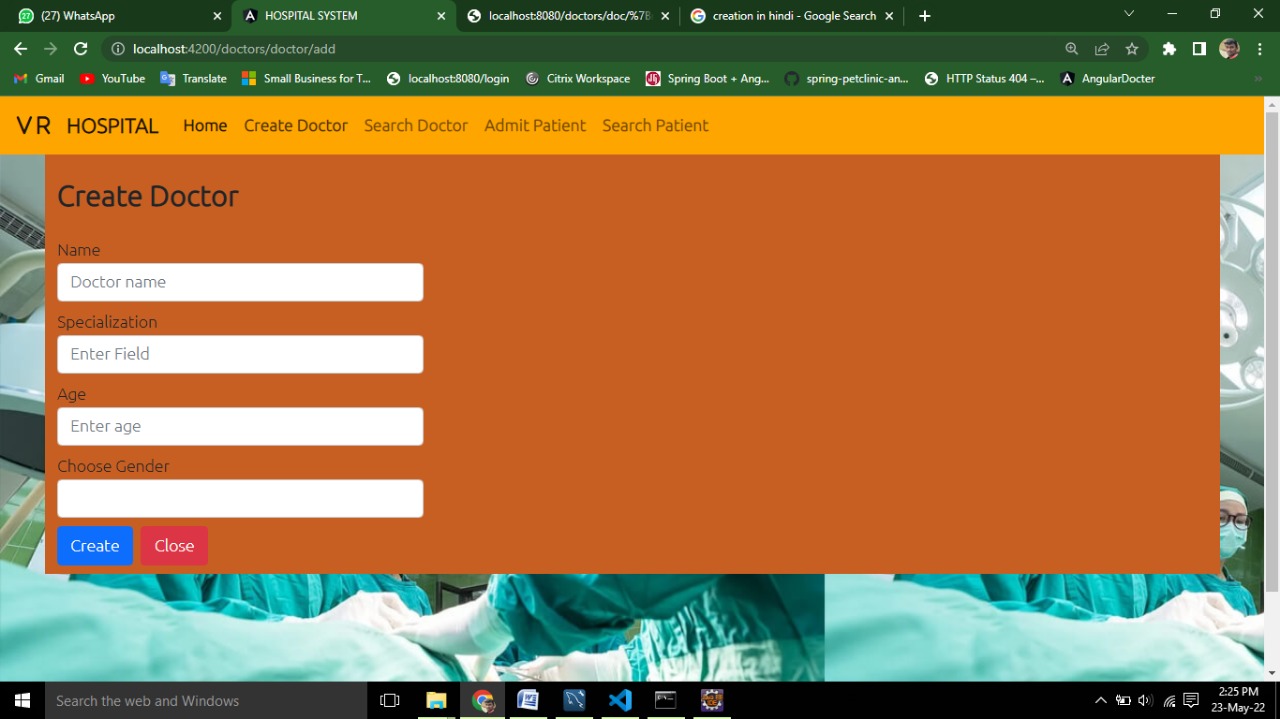 (27) WhatsApp
HOSPITAL SYSTEM
localhost:8080/doctors/doc/%7B
creation in hindi - Google Search
localhost:4200/doctors/doctor/add
Gmail
YouTube
Translate
Small Business for T...
localhost:8080/login
Citrix Workspace
Spring Boot + Ang...
spring-petclinic-an...
HTTP Status 404 –...
AngularDocter
VR HOSPITAL Home Create Doctor Search Doctor Admit Patient Search Patient
Create Doctor
Name
Doctor name
Specialization
Enter Field
Age
Enter age
Choose Gender
Create Close
Search the web and Windows
2:25 PM
23-May-22